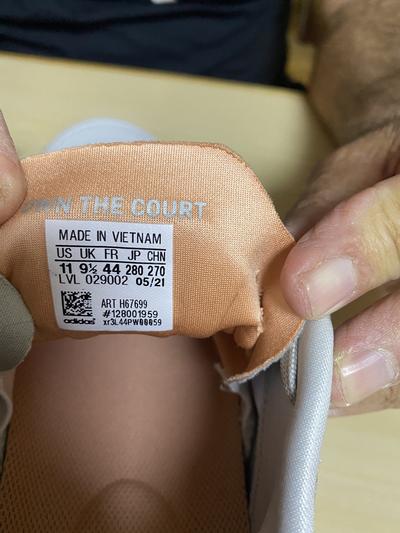 THE COURT
MADE IN VIETNAM
US UK FR JP CHN
11 9½ 44 280 270
LVL 029002 05/21
ART H67699
#128001959
adidas xr3L44PW00059